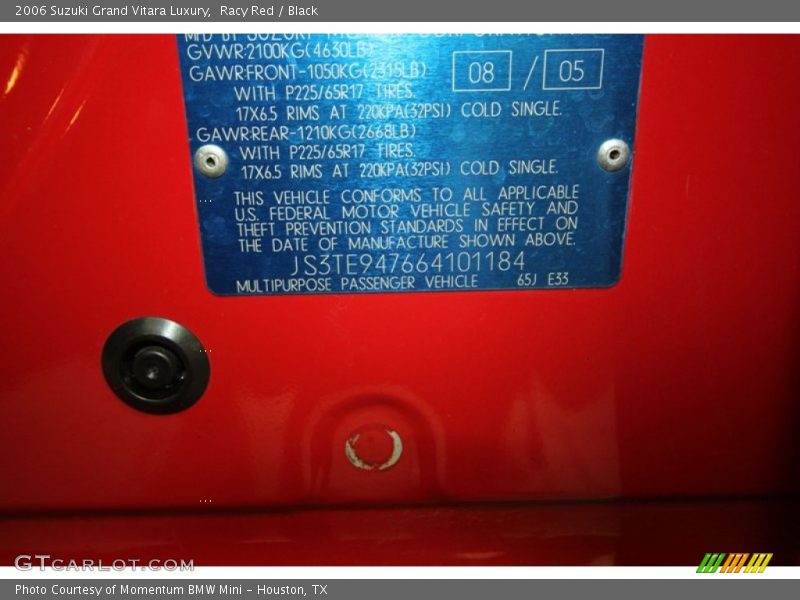 2006 Suzuki Grand Vitara Luxury,  Racy Red / Black
MFD BY SUZUKI
GVWR:2100KG(4630LB)
GAWR:FRONT-1050KG(2315LB)
08 / 05
WITH P225/65R17 TIRES.
17X6.5 RIMS AT 220KPA(32PSI) COLD SINGLE.
GAWR:REAR-1210KG(2668LB)
WITH P225/65R17 TIRES.
17X6.5 RIMS AT 220KPA(32PSI) COLD SINGLE.
THIS VEHICLE CONFORMS TO ALL APPLICABLE
U.S. FEDERAL MOTOR VEHICLE SAFETY AND
THEFT PREVENTION STANDARDS IN EFFECT ON
THE DATE OF MANUFACTURE SHOWN ABOVE.
JS3TE947664101184
MULTIPURPOSE PASSENGER VEHICLE 65J E33
GTCARLOT.COM
Photo Courtesy of Momentum BMW Mini - Houston, TX